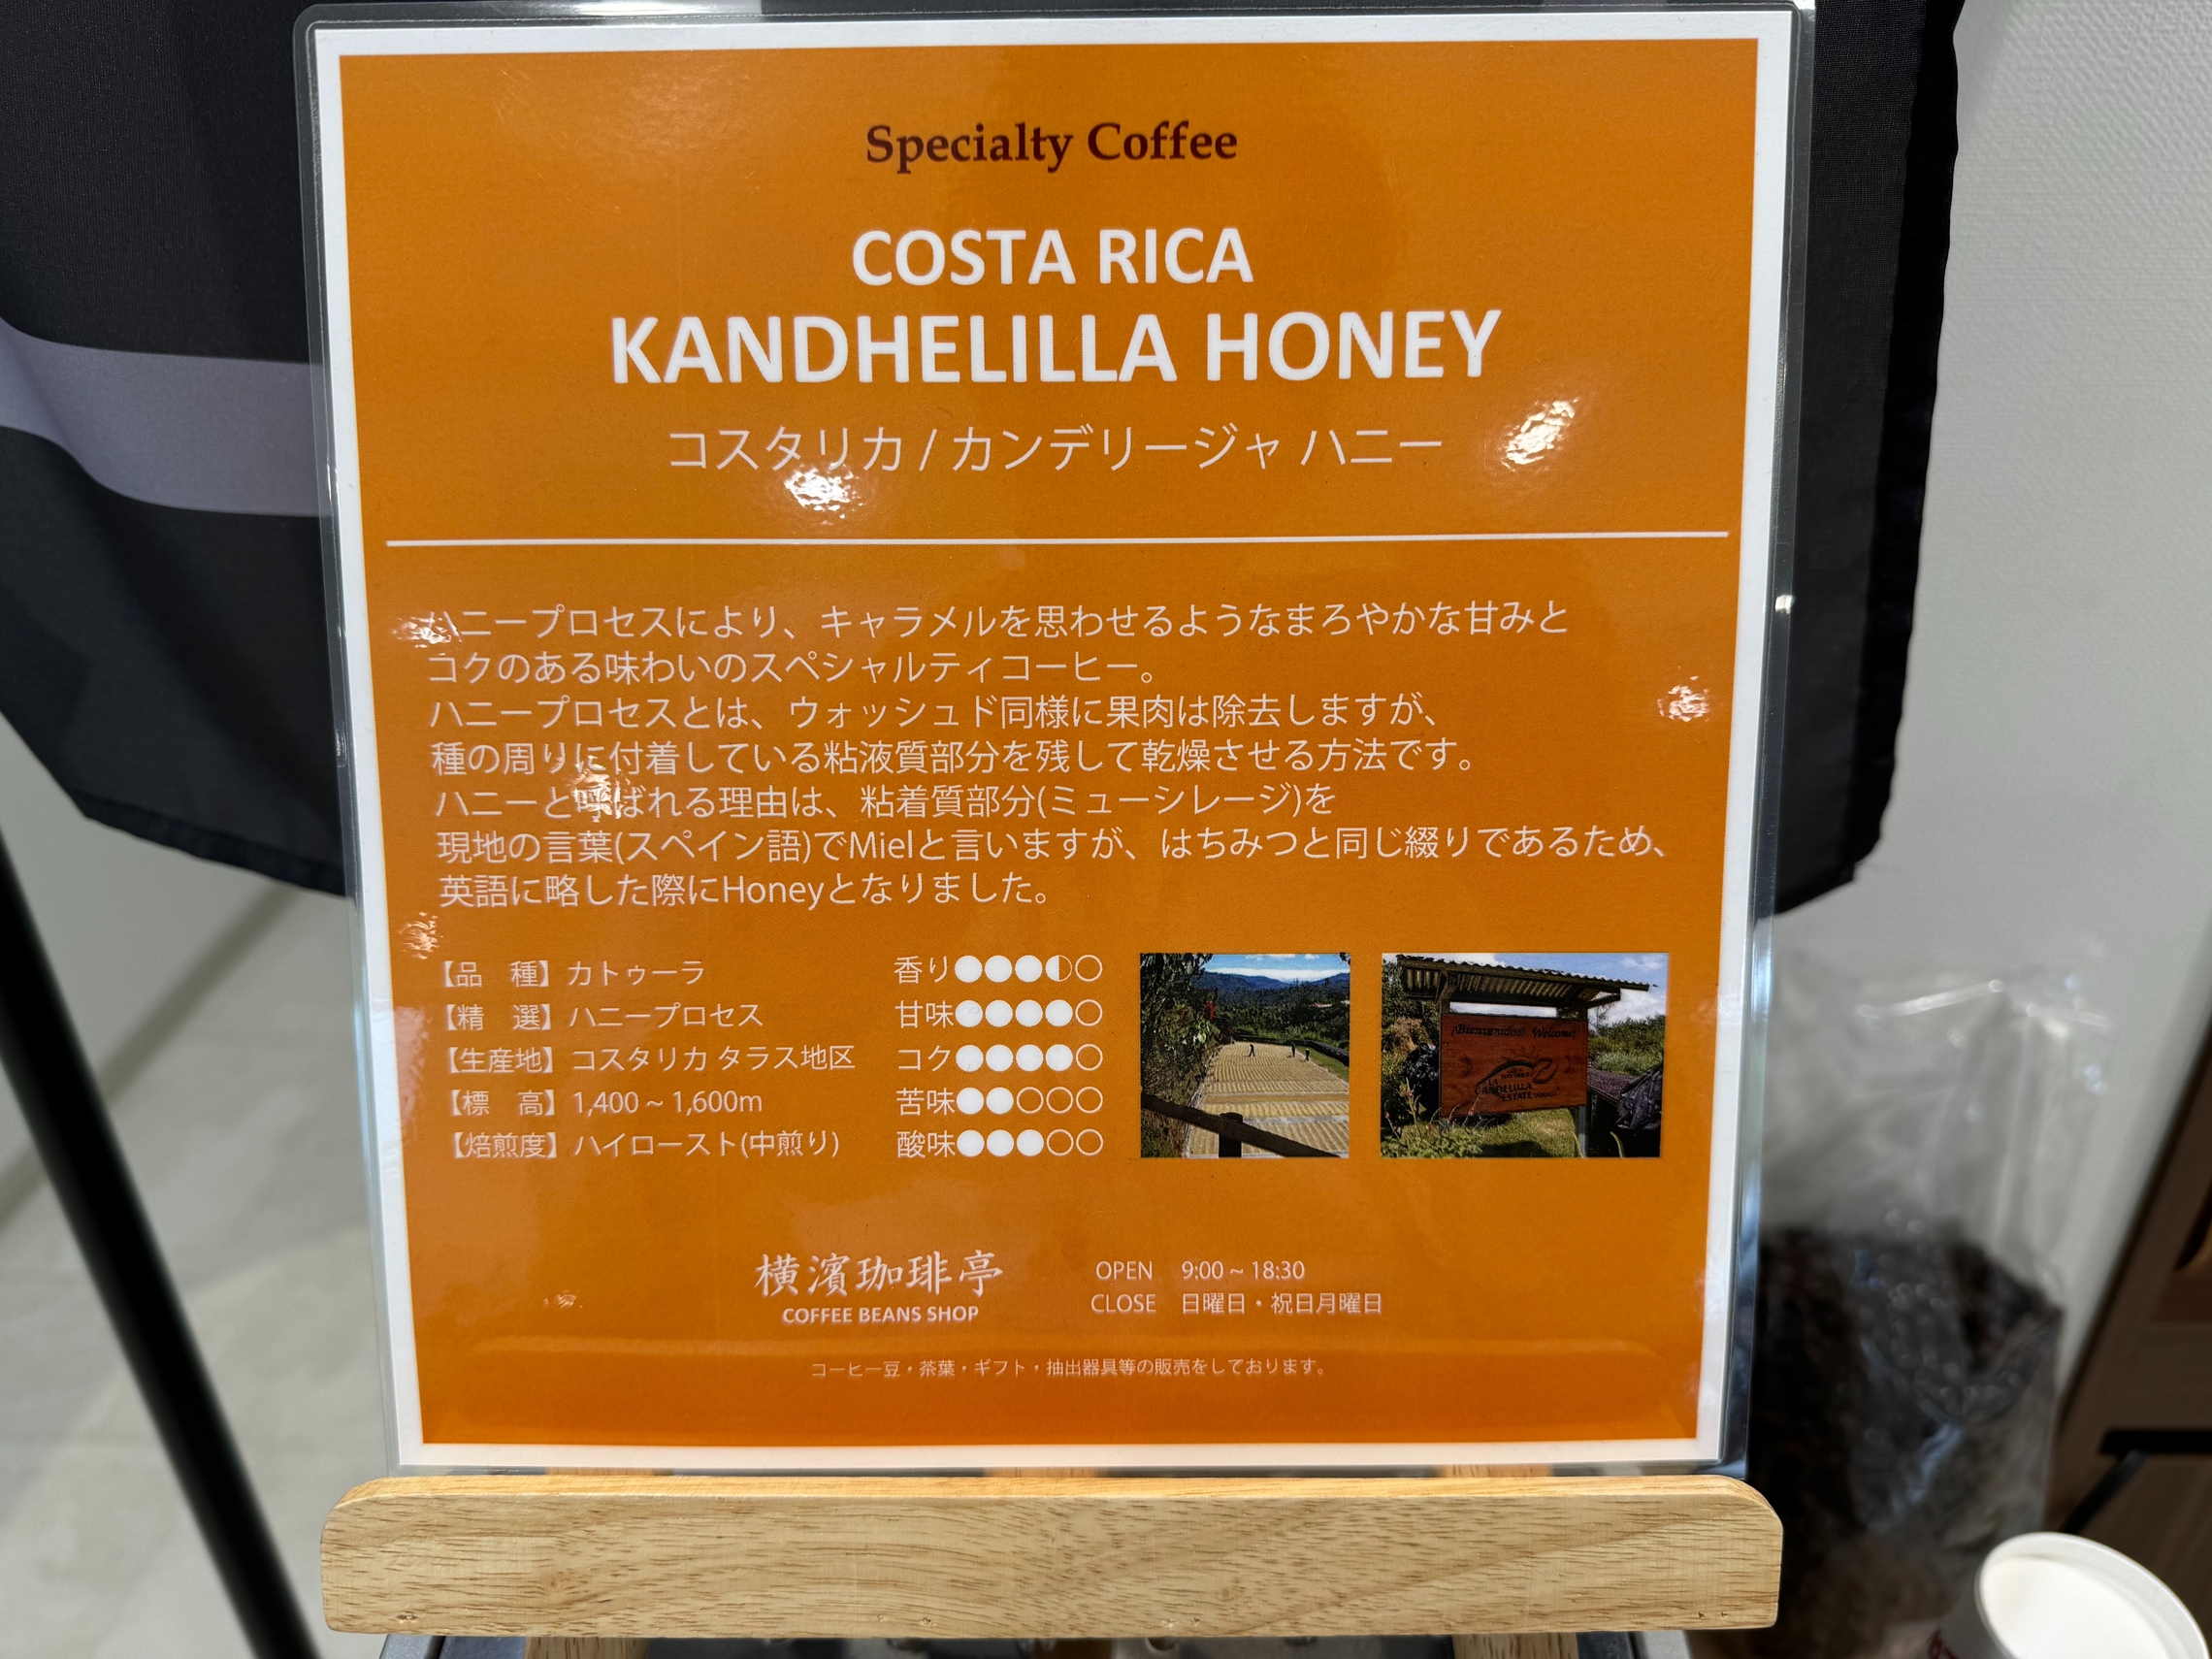 Specialty Coffee
COSTA RICA
KANDHELILLA HONEY
コスタリカ / カンデリージャ ハニー
ハニープロセスにより、キャラメルを思わせるようなまろやかな甘みと
コクのある味わいのスペシャルティコーヒー。
ハニープロセスとは、ウォッシュド同様に果肉は除去しますが、
種の周りに付着している粘液質部分を残して乾燥させる方法です。
ハニーと呼ばれる理由は、粘着質部分(ミューシレージ)を
現地の言葉(スペイン語)でMielと言いますが、はちみつと同じ綴りであるため、
英語に略した際にHoneyとなりました。
【品　種】カトゥーラ
【精　選】ハニープロセス
【生産地】コスタリカ タラス地区
【標　高】1,400 ~ 1,600m
【焙煎度】ハイロースト(中煎り)
香り●●●◐○
甘味●●●●○
コク●●●●○
苦味●●○○○
酸味●●●○○
¡Bienvenidos! Welcome!
LA
CANDELILLA
ESTATE
横濱珈琲亭
COFFEE BEANS SHOP
OPEN 9:00 ~ 18:30
CLOSE 日曜日・祝日月曜日
コーヒー豆・茶葉・ギフト・抽出器具等の販売をしております。